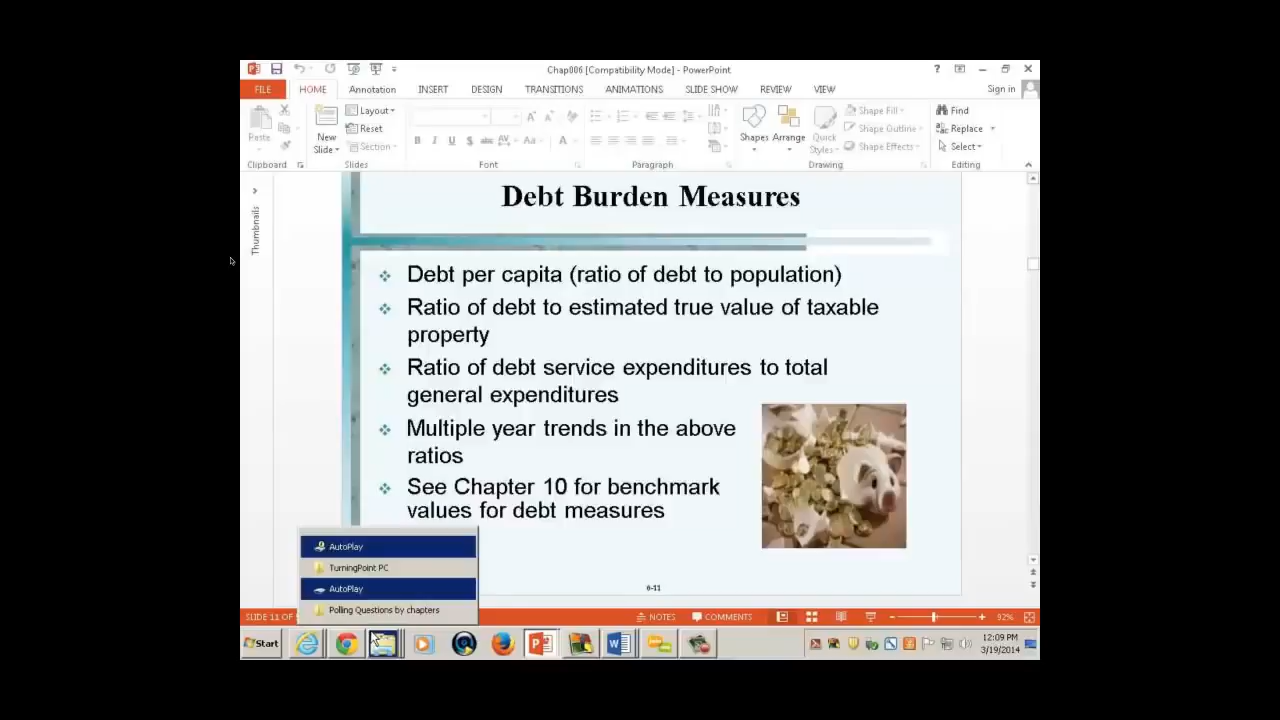 Chap006 [Compatibility Mode] - PowerPoint
?
FILE
HOME
Annotation
INSERT
DESIGN
TRANSITIONS
ANIMATIONS
SLIDE SHOW
REVIEW
VIEW
Sign in
Paste
New
Slide
Layout
Reset
Section
B I U S abc AV Aa A
Shapes
Arrange
Quick
Styles
Shape Fill
Shape Outline
Shape Effects
Find
Replace
Select
Clipboard
Slides
Font
Paragraph
Drawing
Editing
Thumbnails
Debt Burden Measures
Debt per capita (ratio of debt to population)
Ratio of debt to estimated true value of taxable
property
Ratio of debt service expenditures to total
general expenditures
Multiple year trends in the above
ratios
See Chapter 10 for benchmark
values for debt measures
6-11
AutoPlay
TurningPoint PC
AutoPlay
Polling Questions by chapters
SLIDE 11 OF
NOTES
COMMENTS
92%
Start
12:09 PM
3/19/2014